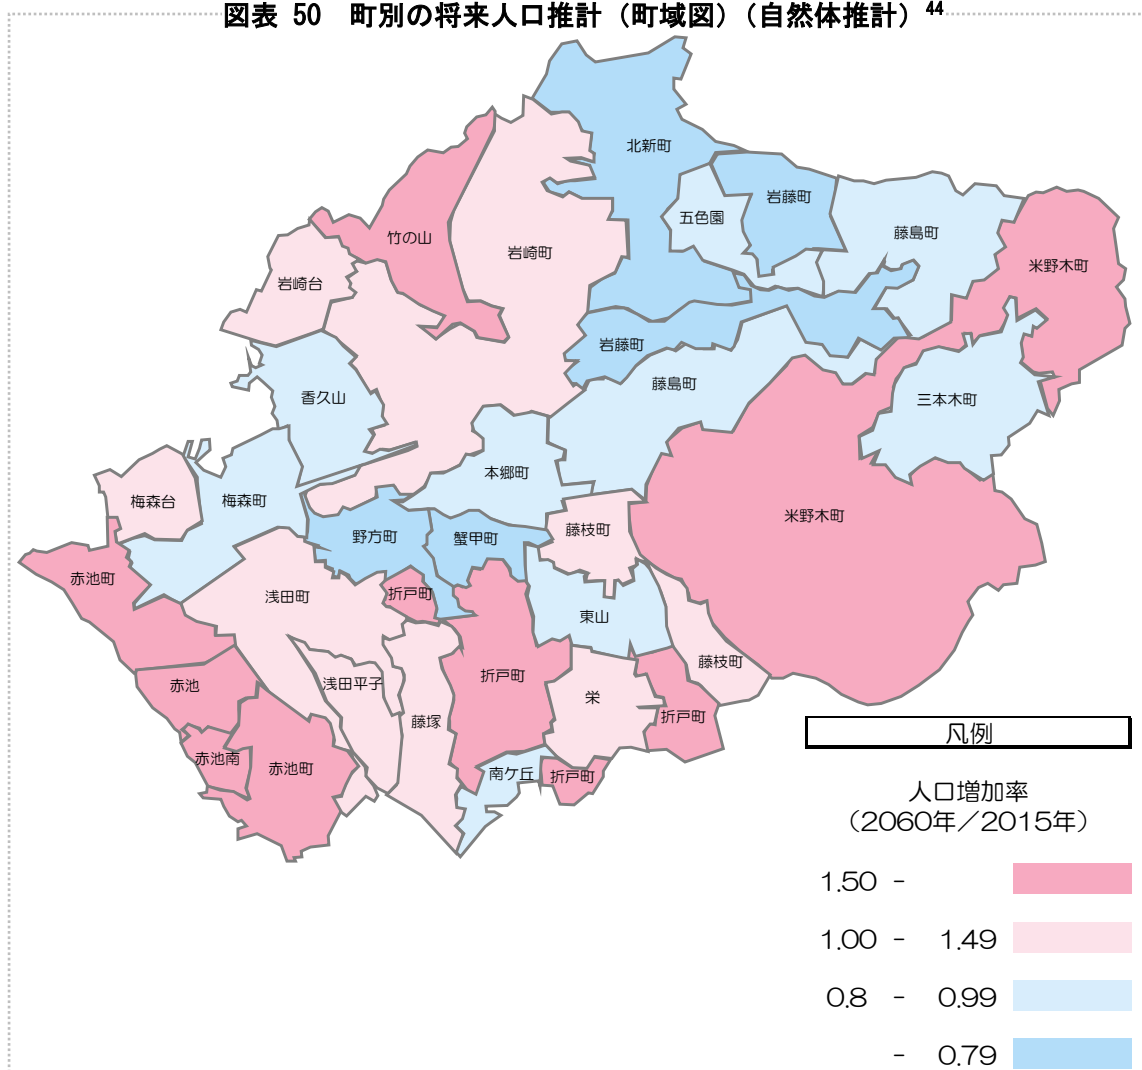 図表 50　町別の将来人口推計（町域図）（自然体推計）44
北新町
岩藤町
五色園
藤島町
竹の山
岩崎町
米野木町
岩崎台
岩藤町
藤島町
香久山
三本木町
本郷町
梅森台
梅森町
米野木町
藤枝町
野方町
蟹甲町
赤池町
折戸町
浅田町
東山
藤枝町
折戸町
浅田平子
赤池
栄
折戸町
藤塚
赤池南
赤池町
南ケ丘
折戸町
凡例
人口増加率
（2060年／2015年）
1.50 -
1.00 - 1.49
0.8 - 0.99
- 0.79